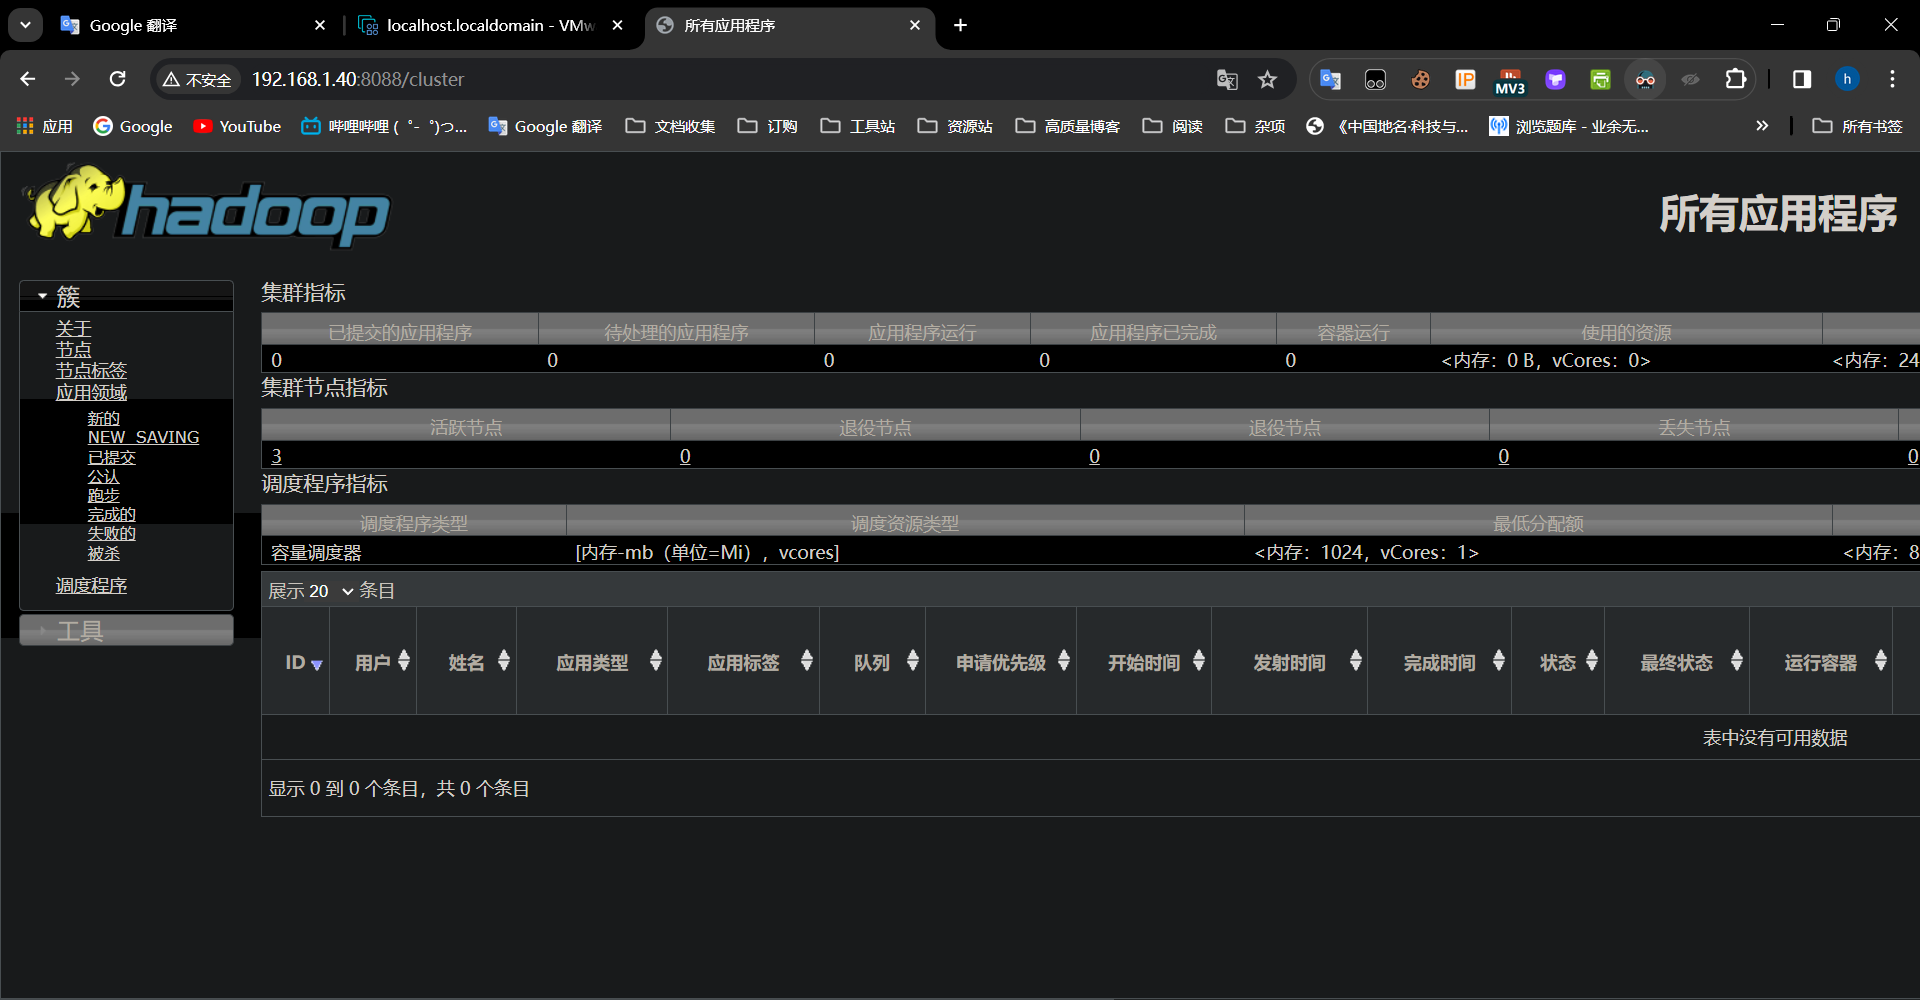 Google 翻译
localhost.localdomain - VMw
所有应用程序
不安全 192.168.1.40:8088/cluster
IP
MV3
h
应用 Google YouTube 哔哩哔哩 ( ゜- ゜)つ... Google 翻译 文档收集 订购 工具站 资源站 高质量博客 阅读 杂项 《中国地名·科技与... 浏览题库 - 业余无... 所有书签
hadoop
所有应用程序
簇
关于
节点
节点标签
应用领域
新的
NEW_SAVING
已提交
公认
跑步
完成的
失败的
被杀
调度程序
工具
集群指标
已提交的应用程序 待处理的应用程序 应用程序运行 应用程序已完成 容器运行 使用的资源
0 0 0 0 0 <内存：0 B，vCores：0> <内存：24
集群节点指标
活跃节点 退役节点 退役节点 丢失节点
3 0 0 0 0
调度程序指标
调度程序类型 调度资源类型 最低分配额
容量调度器 [内存-mb（单位=Mi）, vcores] <内存：1024，vCores：1> <内存：8
展示 20 条目
ID 用户 姓名 应用类型 应用标签 队列 申请优先级 开始时间 发射时间 完成时间 状态 最终状态 运行容器
表中没有可用数据
显示 0 到 0 个条目，共 0 个条目